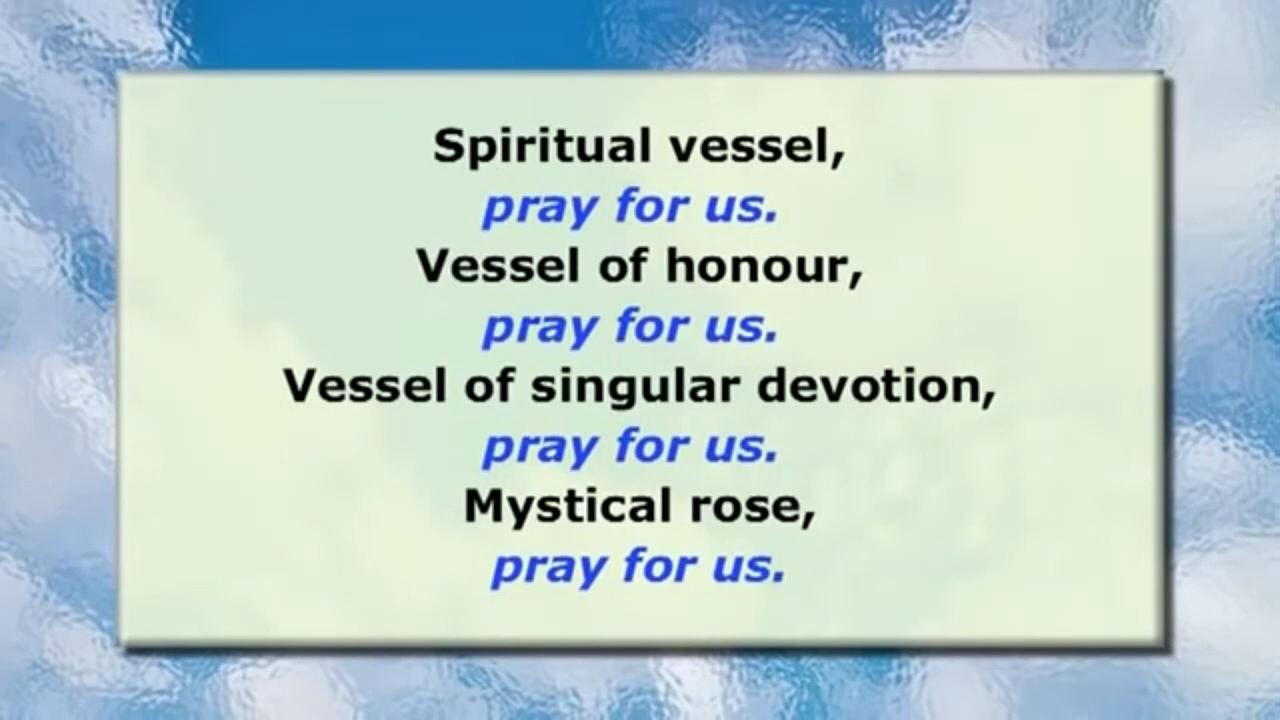 Spiritual vessel,
pray for us.
Vessel of honour,
pray for us.
Vessel of singular devotion,
pray for us.
Mystical rose,
pray for us.